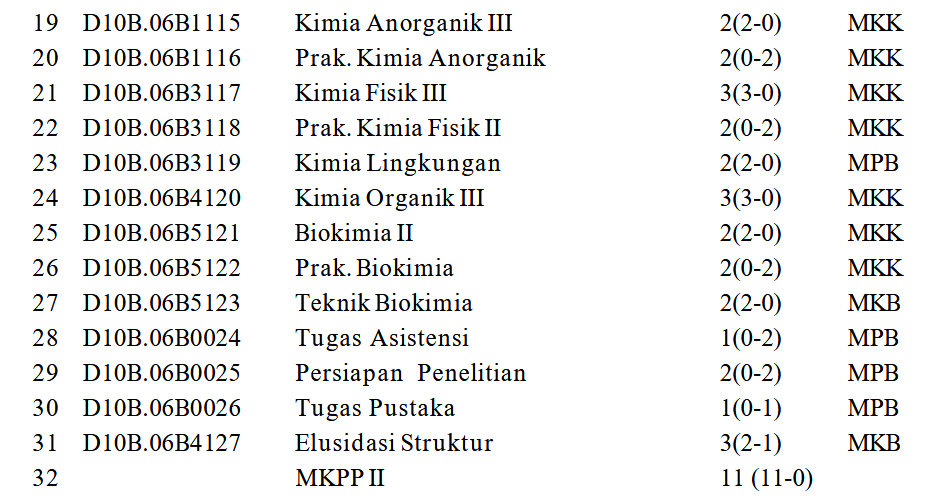 19 D10B.06B1115 Kimia Anorganik III 2(2-0) MKK
20 D10B.06B1116 Prak. Kimia Anorganik 2(0-2) MKK
21 D10B.06B3117 Kimia Fisik III 3(3-0) MKK
22 D10B.06B3118 Prak. Kimia Fisik II 2(0-2) MKK
23 D10B.06B3119 Kimia Lingkungan 2(2-0) MPB
24 D10B.06B4120 Kimia Organik III 3(3-0) MKK
25 D10B.06B5121 Biokimia II 2(2-0) MKK
26 D10B.06B5122 Prak. Biokimia 2(0-2) MKK
27 D10B.06B5123 Teknik Biokimia 2(2-0) MKB
28 D10B.06B0024 Tugas Asistensi 1(0-2) MPB
29 D10B.06B0025 Persiapan Penelitian 2(0-2) MPB
30 D10B.06B0026 Tugas Pustaka 1(0-1) MPB
31 D10B.06B4127 Elusidasi Struktur 3(2-1) MKB
32 MKPP II 11 (11-0)